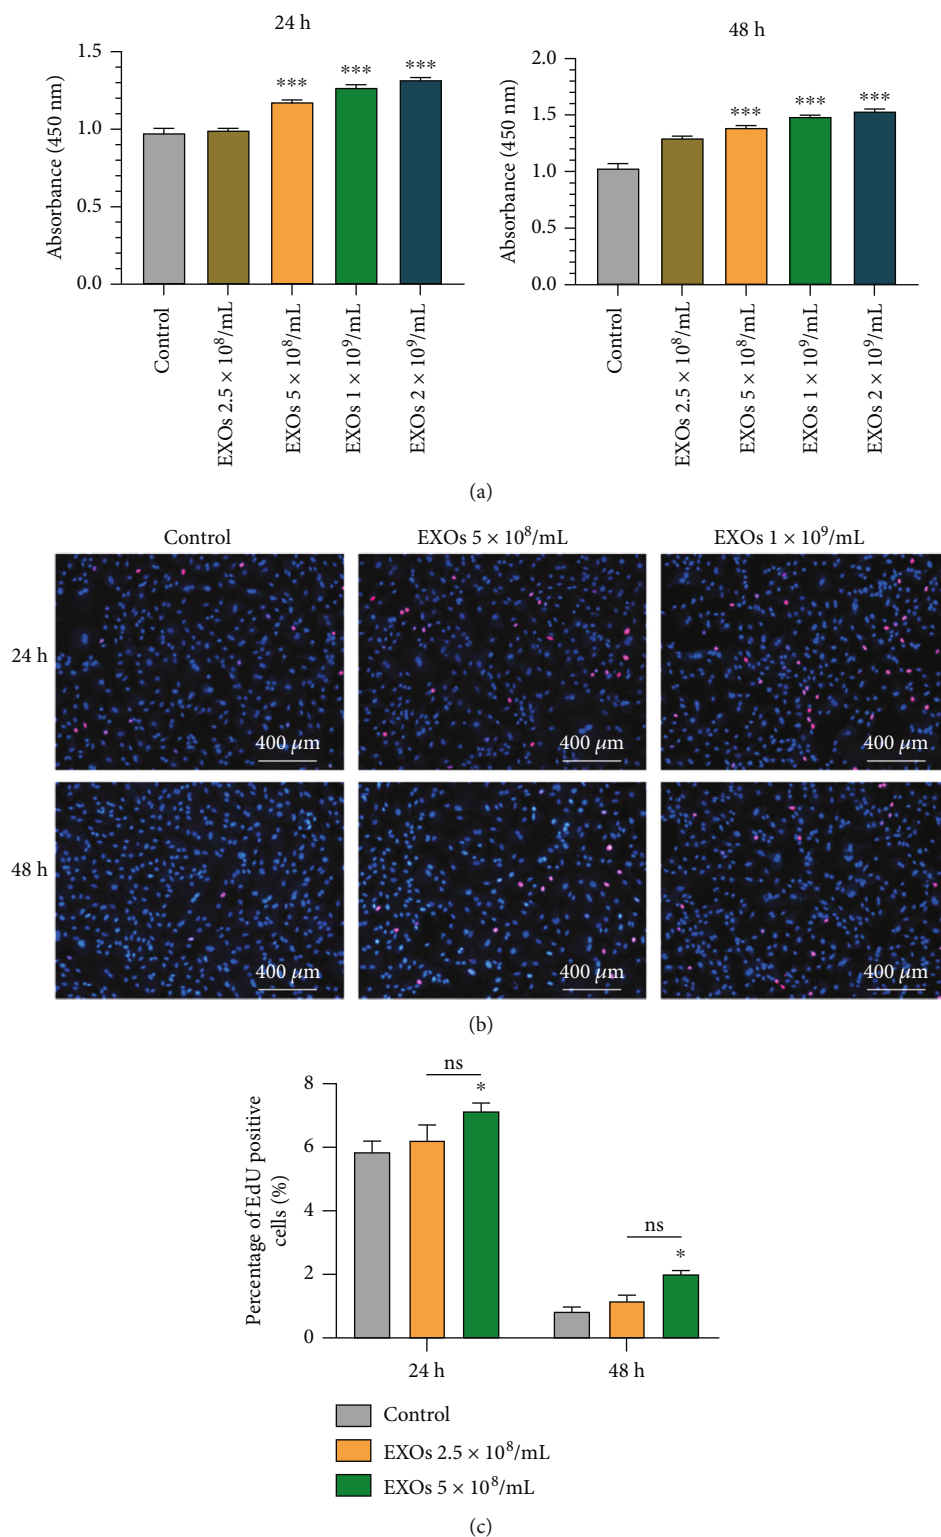 24 h
1.5
1.0
0.5
0.0
Absorbance (450 nm)
***
***
***
Control
EXOs 2.5 × 10⁸/mL
EXOs 5 × 10⁸/mL
EXOs 1 × 10⁹/mL
EXOs 2 × 10⁹/mL
48 h
2.0
1.5
1.0
0.5
0.0
Absorbance (450 nm)
***
***
***
Control
EXOs 2.5 × 10⁸/mL
EXOs 5 × 10⁸/mL
EXOs 1 × 10⁹/mL
EXOs 2 × 10⁹/mL
(a)
Control
EXOs 5 × 10⁸/mL
EXOs 1 × 10⁹/mL
24 h
400 µm
400 µm
400 µm
48 h
400 µm
400 µm
400 µm
(b)
8
6
4
2
0
Percentage of EdU positive
cells (%)
ns
*
ns
*
24 h
48 h
Control
EXOs 2.5 × 10⁸/mL
EXOs 5 × 10⁸/mL
(c)